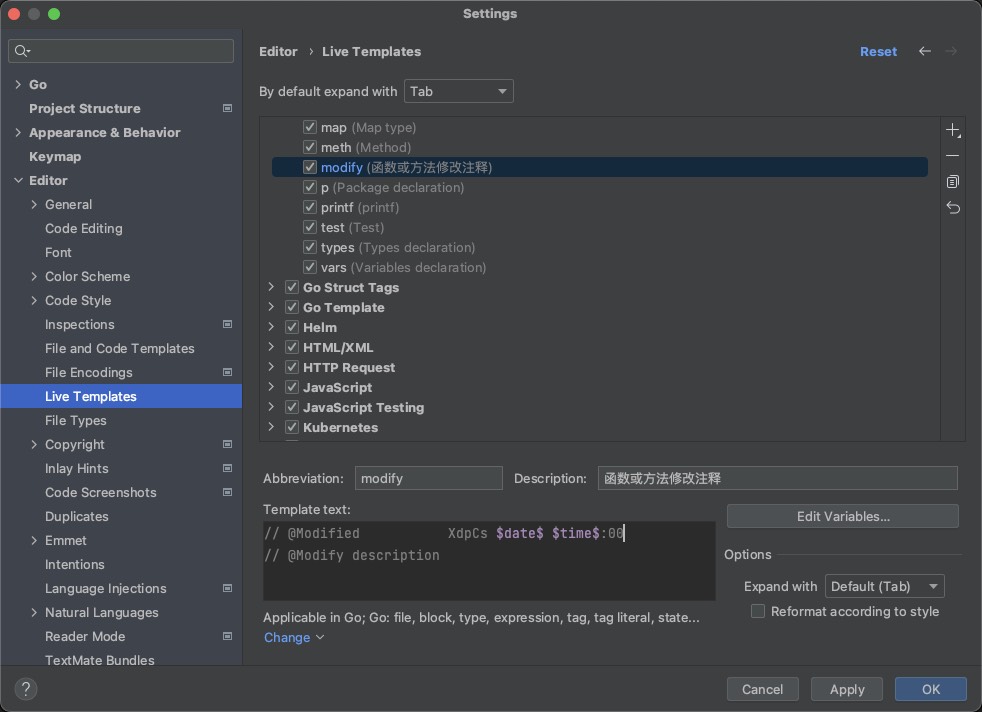 Settings
Go
Project Structure
Appearance & Behavior
Keymap
Editor
General
Code Editing
Font
Color Scheme
Code Style
Inspections
File and Code Templates
File Encodings
Live Templates
File Types
Copyright
Inlay Hints
Code Screenshots
Duplicates
Emmet
Intentions
Language Injections
Natural Languages
Reader Mode
TextMate Bundles
Editor › Live Templates
Reset
By default expand with Tab
map (Map type)
meth (Method)
modify (函数或方法修改注释)
p (Package declaration)
printf (printf)
test (Test)
types (Types declaration)
vars (Variables declaration)
Go Struct Tags
Go Template
Helm
HTML/XML
HTTP Request
JavaScript
JavaScript Testing
Kubernetes
Abbreviation: modify Description: 函数或方法修改注释
Template text:
// @Modified XdpCs $date$ $time$:00
// @Modify description
Edit Variables...
Options
Expand with Default (Tab)
Reformat according to style
Applicable in Go; Go: file, block, type, expression, tag, tag literal, state...
Change
? Cancel Apply OK